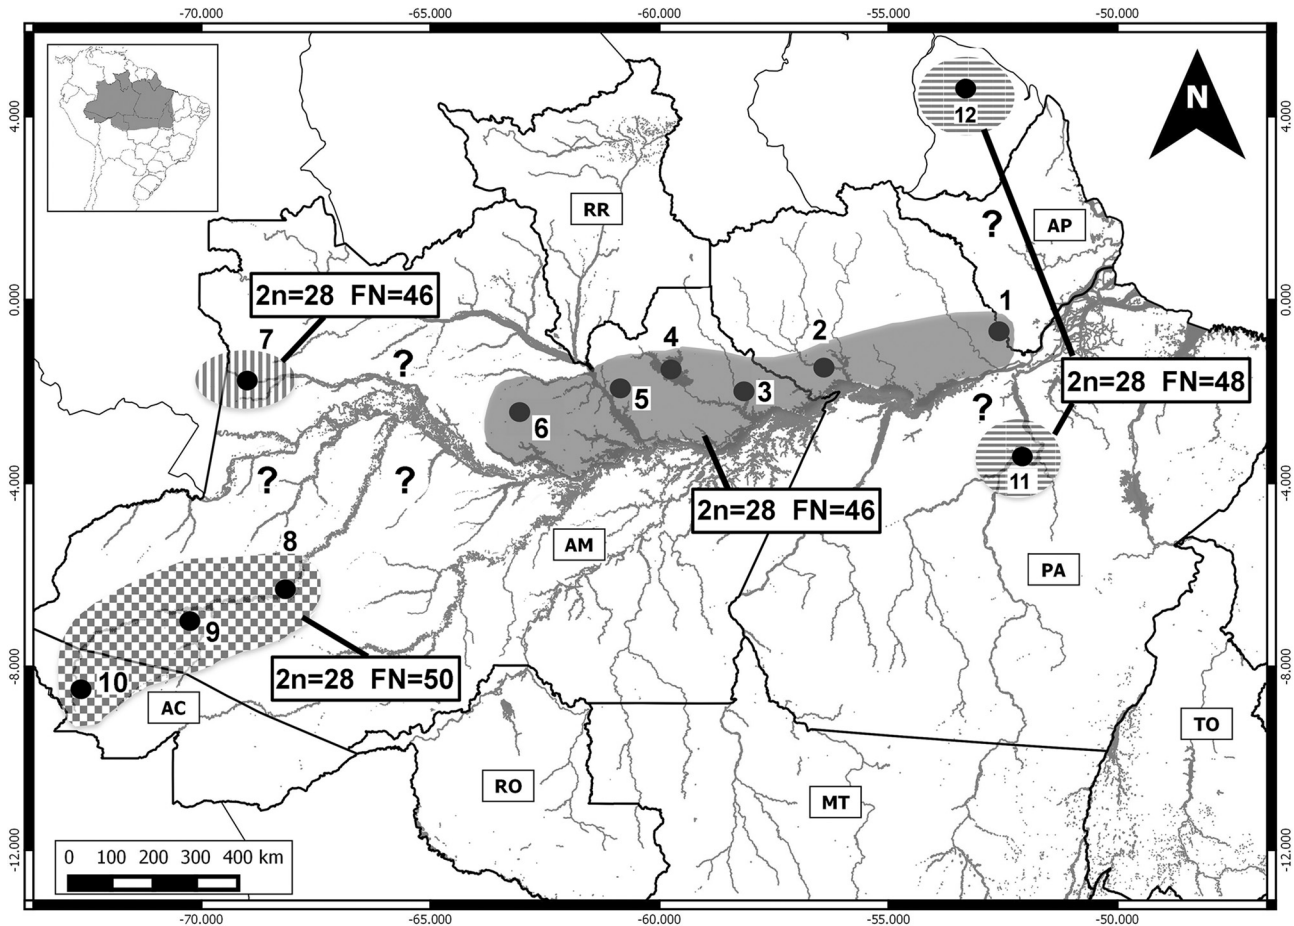 -70.000 -65.000 -60.000 -55.000 -50.000
4.000 4.000
N
12
RR
?
AP
2n=28 FN=46
0.000 0.000
1
7
4
2
?
5
3
2n=28 FN=48
6
?
?
?
11
-4.000 -4.000
2n=28 FN=46
8
AM
PA
9
10
2n=28 FN=50
-8.000 -8.000
AC
TO
RO
MT
0 100 200 300 400 km
-12.000 -12.000
-70.000 -65.000 -60.000 -55.000 -50.000